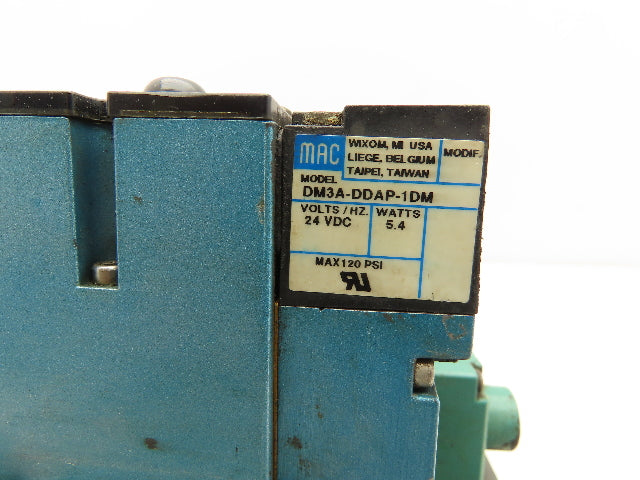 MAC
WIXOM, MI USA
LIEGE, BELGIUM
TAIPEI, TAIWAN
MODIF.
MODEL
DM3A-DDAP-1DM
VOLTS/HZ.
24 VDC
WATTS
5.4
MAX 120 PSI
RU